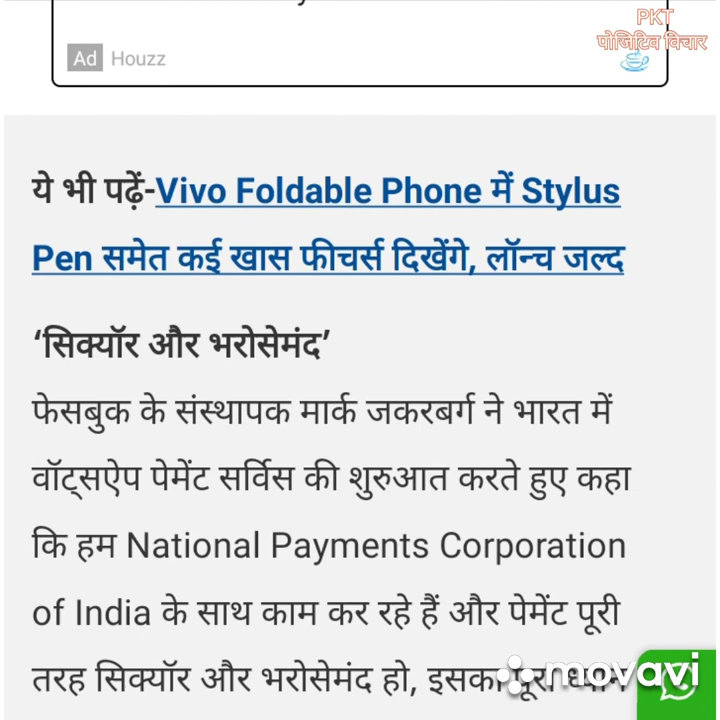 PKT
पोजिटिव विचार
Ad Houzz
ये भी पढ़ें-Vivo Foldable Phone में Stylus
Pen समेत कई खास फीचर्स दिखेंगे, लॉन्च जल्द
‘सिक्यॉर और भरोसेमंद’
फेसबुक के संस्थापक मार्क जकरबर्ग ने भारत में
वॉट्सऐप पेमेंट सर्विस की शुरुआत करते हुए कहा
कि हम National Payments Corporation
of India के साथ काम कर रहे हैं और पेमेंट पूरी
तरह सिक्यॉर और भरोसेमंद हो, इसका पूरा
movavi